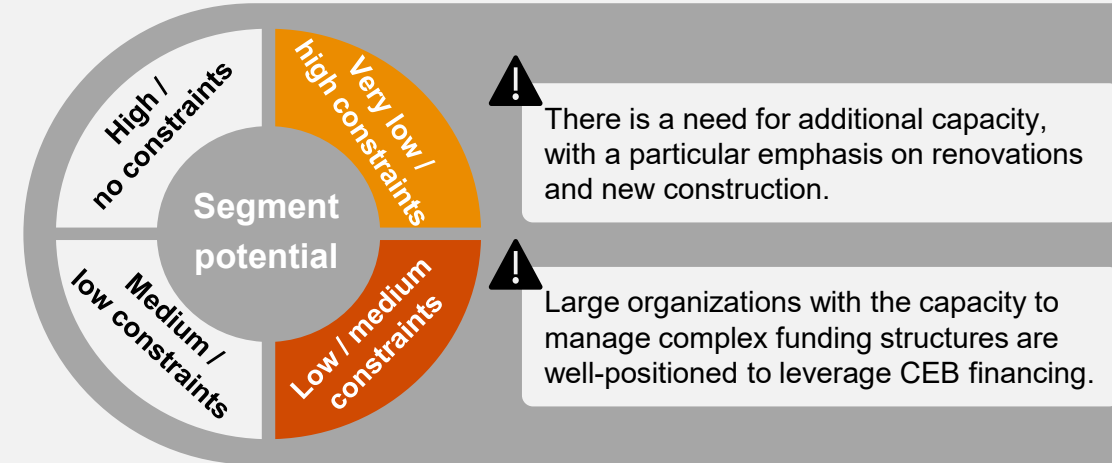 High /
no constraints
Very low /
high constraints
Segment
potential
Medium /
low constraints
Low / medium
constraints
There is a need for additional capacity,
with a particular emphasis on renovations
and new construction.
Large organizations with the capacity to
manage complex funding structures are
well-positioned to leverage CEB financing.